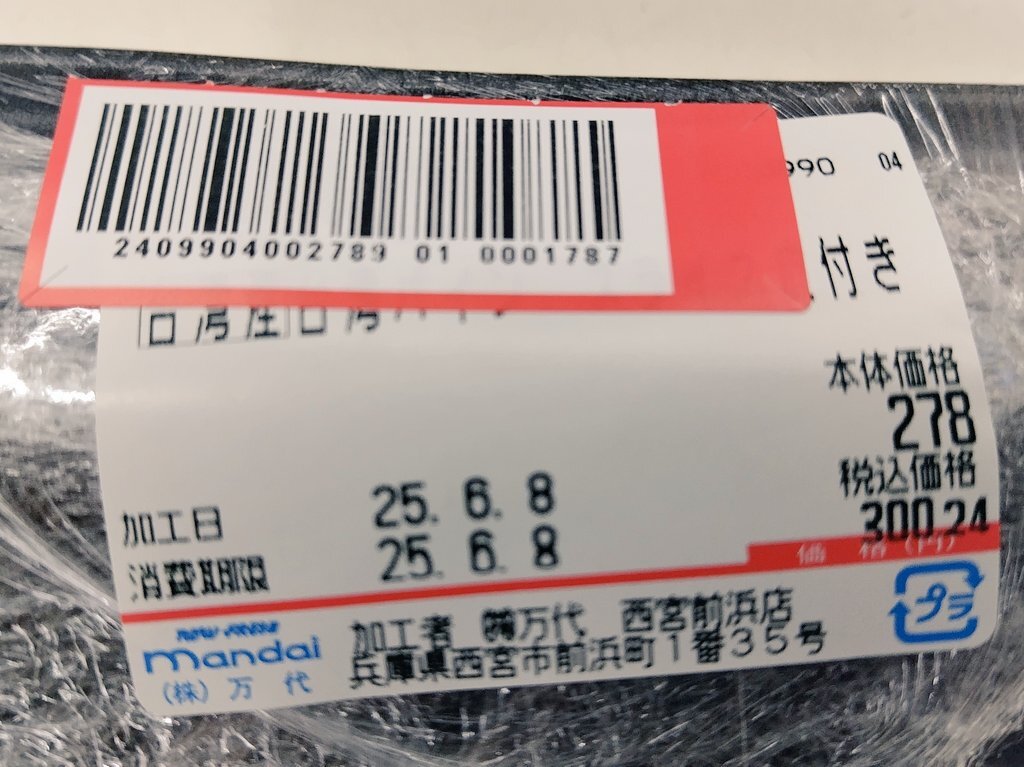 2409904002789 01 0001787
990 04
付き
本体価格
278
税込価格
300.24
加工日 25. 6. 8
消費期限 25. 6. 8
価 格(円)
mandai
(株)万 代
加工者 ㈱万代 西宮前浜店
兵庫県西宮市前浜町1番35号
プラ